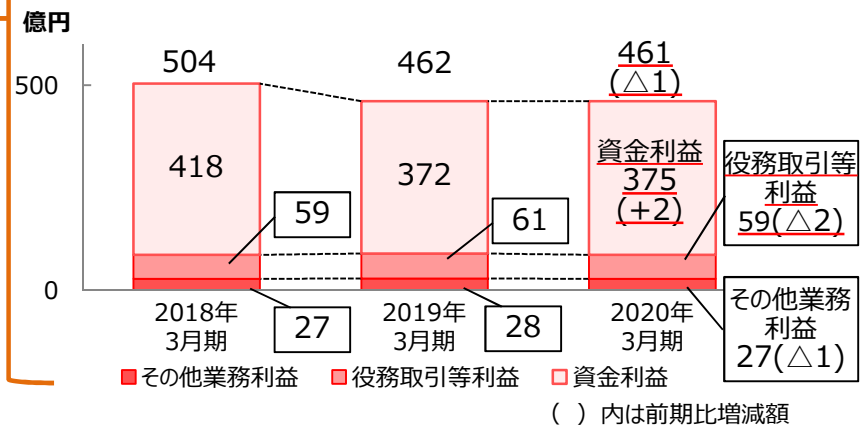 億円
504
462
461
(△1)
500
418
372
資金利益
375
(+2)
役務取引等
利益
59(△2)
59
61
0
その他業務
利益
27(△1)
2018年
3月期
27
2019年
3月期
28
2020年
3月期
その他業務利益 役務取引等利益 資金利益
( ) 内は前期比増減額